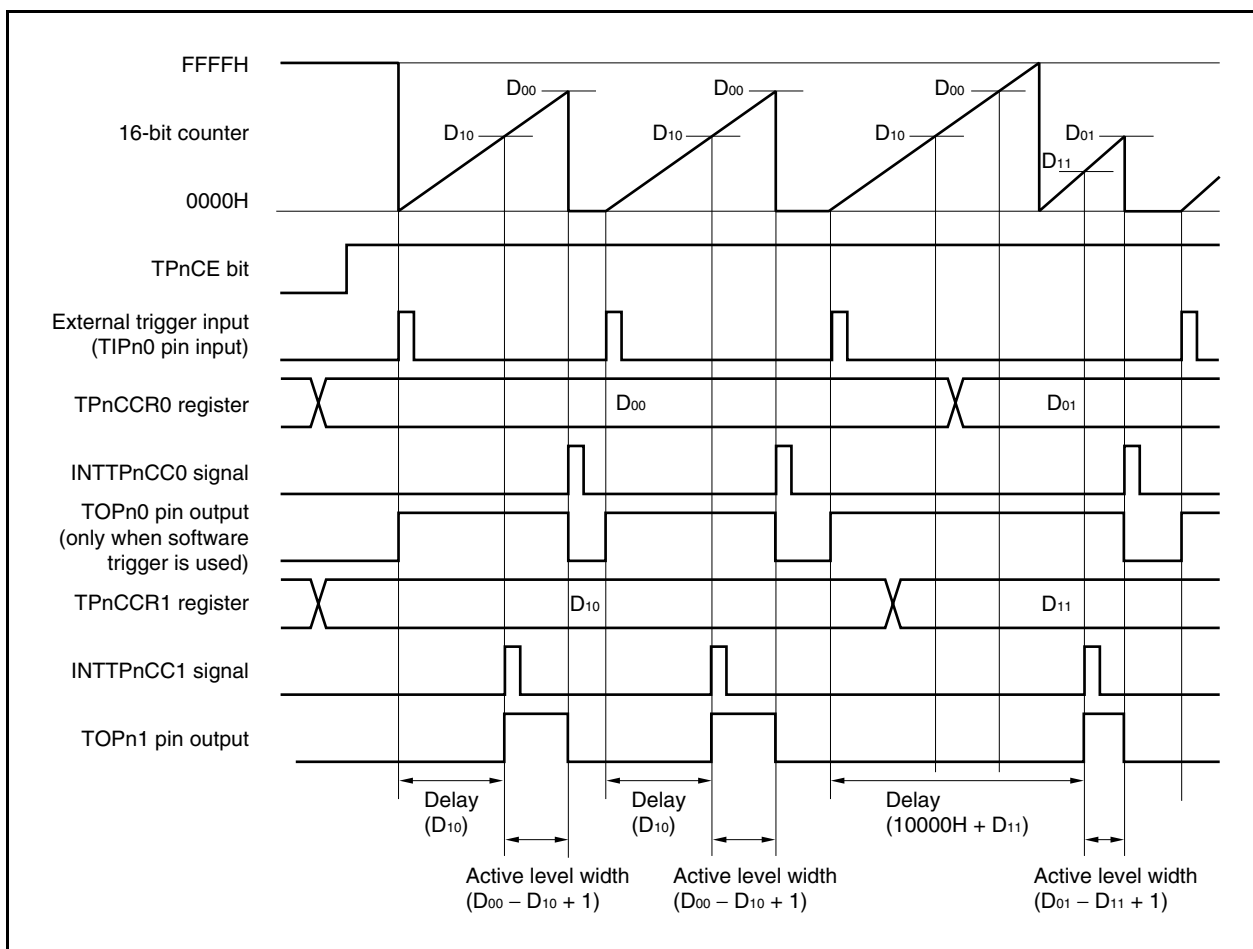 FFFFH
D00
D00
D00
16-bit counter
D10
D10
D10
D01
D11
0000H
TPnCE bit
External trigger input
(TIPn0 pin input)
TPnCCR0 register
D00
D01
INTTPnCC0 signal
TOPn0 pin output
(only when software
trigger is used)
TPnCCR1 register
D10
D11
INTTPnCC1 signal
TOPn1 pin output
Delay
(D10)
Delay
(D10)
Delay
(10000H + D11)
Active level width
(D00 − D10 + 1)
Active level width
(D00 − D10 + 1)
Active level width
(D01 − D11 + 1)